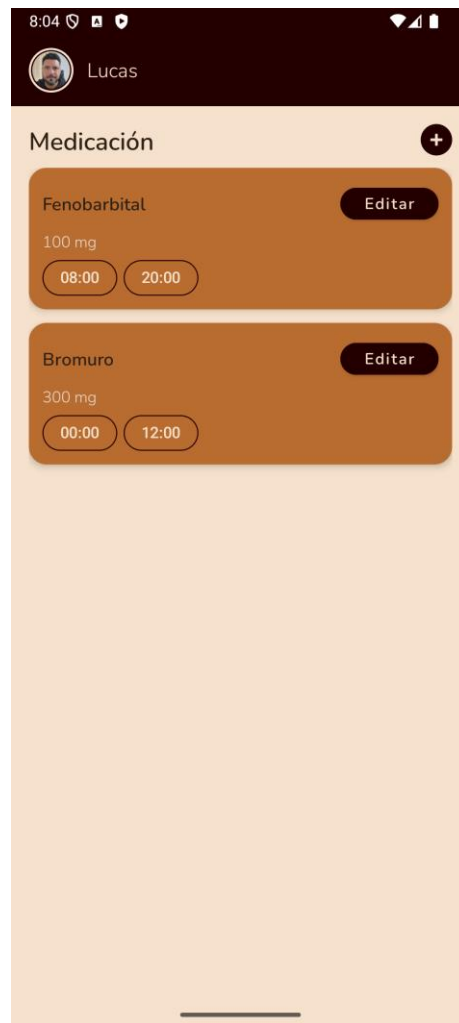 8:04
Lucas
Medicación
+
Fenobarbital
Editar
100 mg
08:00 20:00
Bromuro
Editar
300 mg
00:00 12:00